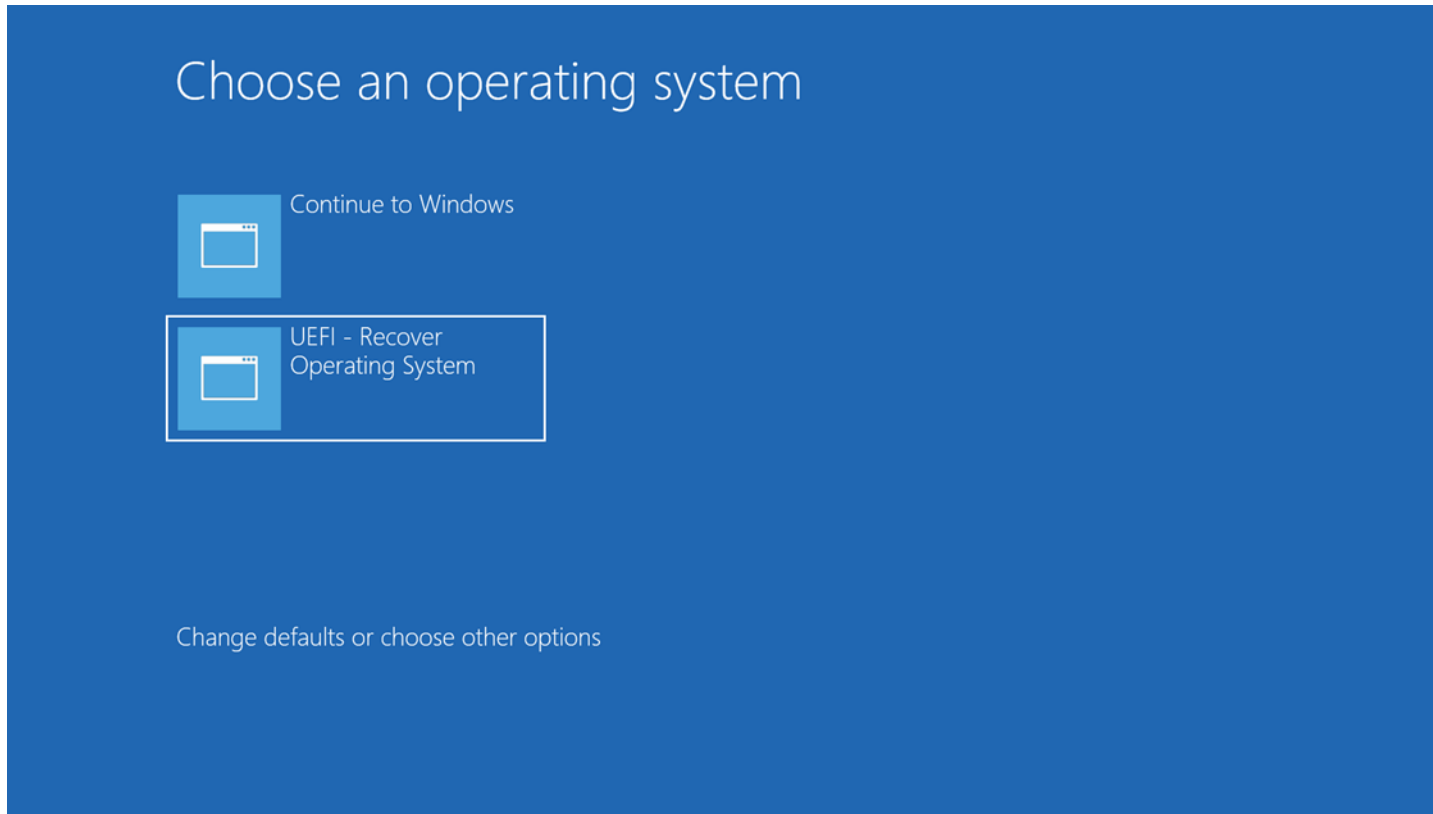 Choose an operating system
Continue to Windows
UEFI - Recover
Operating System
Change defaults or choose other options